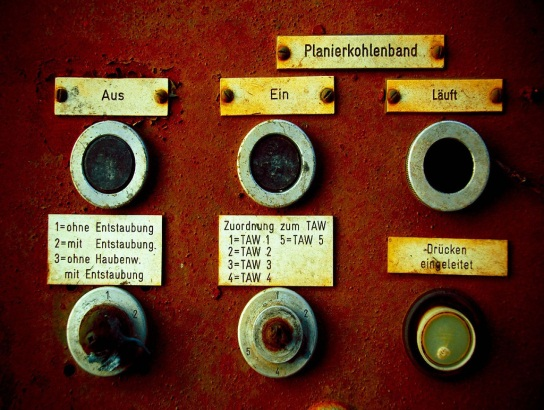 Planierkohlenband
Aus
Ein
Läuft
1=ohne Entstaubung
2=mit Entstaubung.
3=ohne Haubenw.
mit Entstaubung
Zuordnung zum TAW
1=TAW 1 5=TAW 5
2=TAW 2
3=TAW 3
4=TAW 4
-Drücken
eingeleitet
1
2
1
5
4